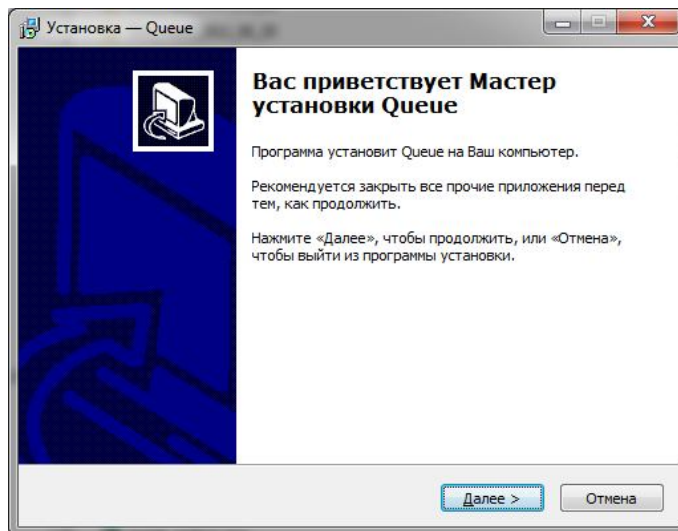 Установка — Queue
Вас приветствует Мастер
установки Queue
Программа установит Queue на Ваш компьютер.
Рекомендуется закрыть все прочие приложения перед
тем, как продолжить.
Нажмите «Далее», чтобы продолжить, или «Отмена»,
чтобы выйти из программы установки.
Далее >
Отмена